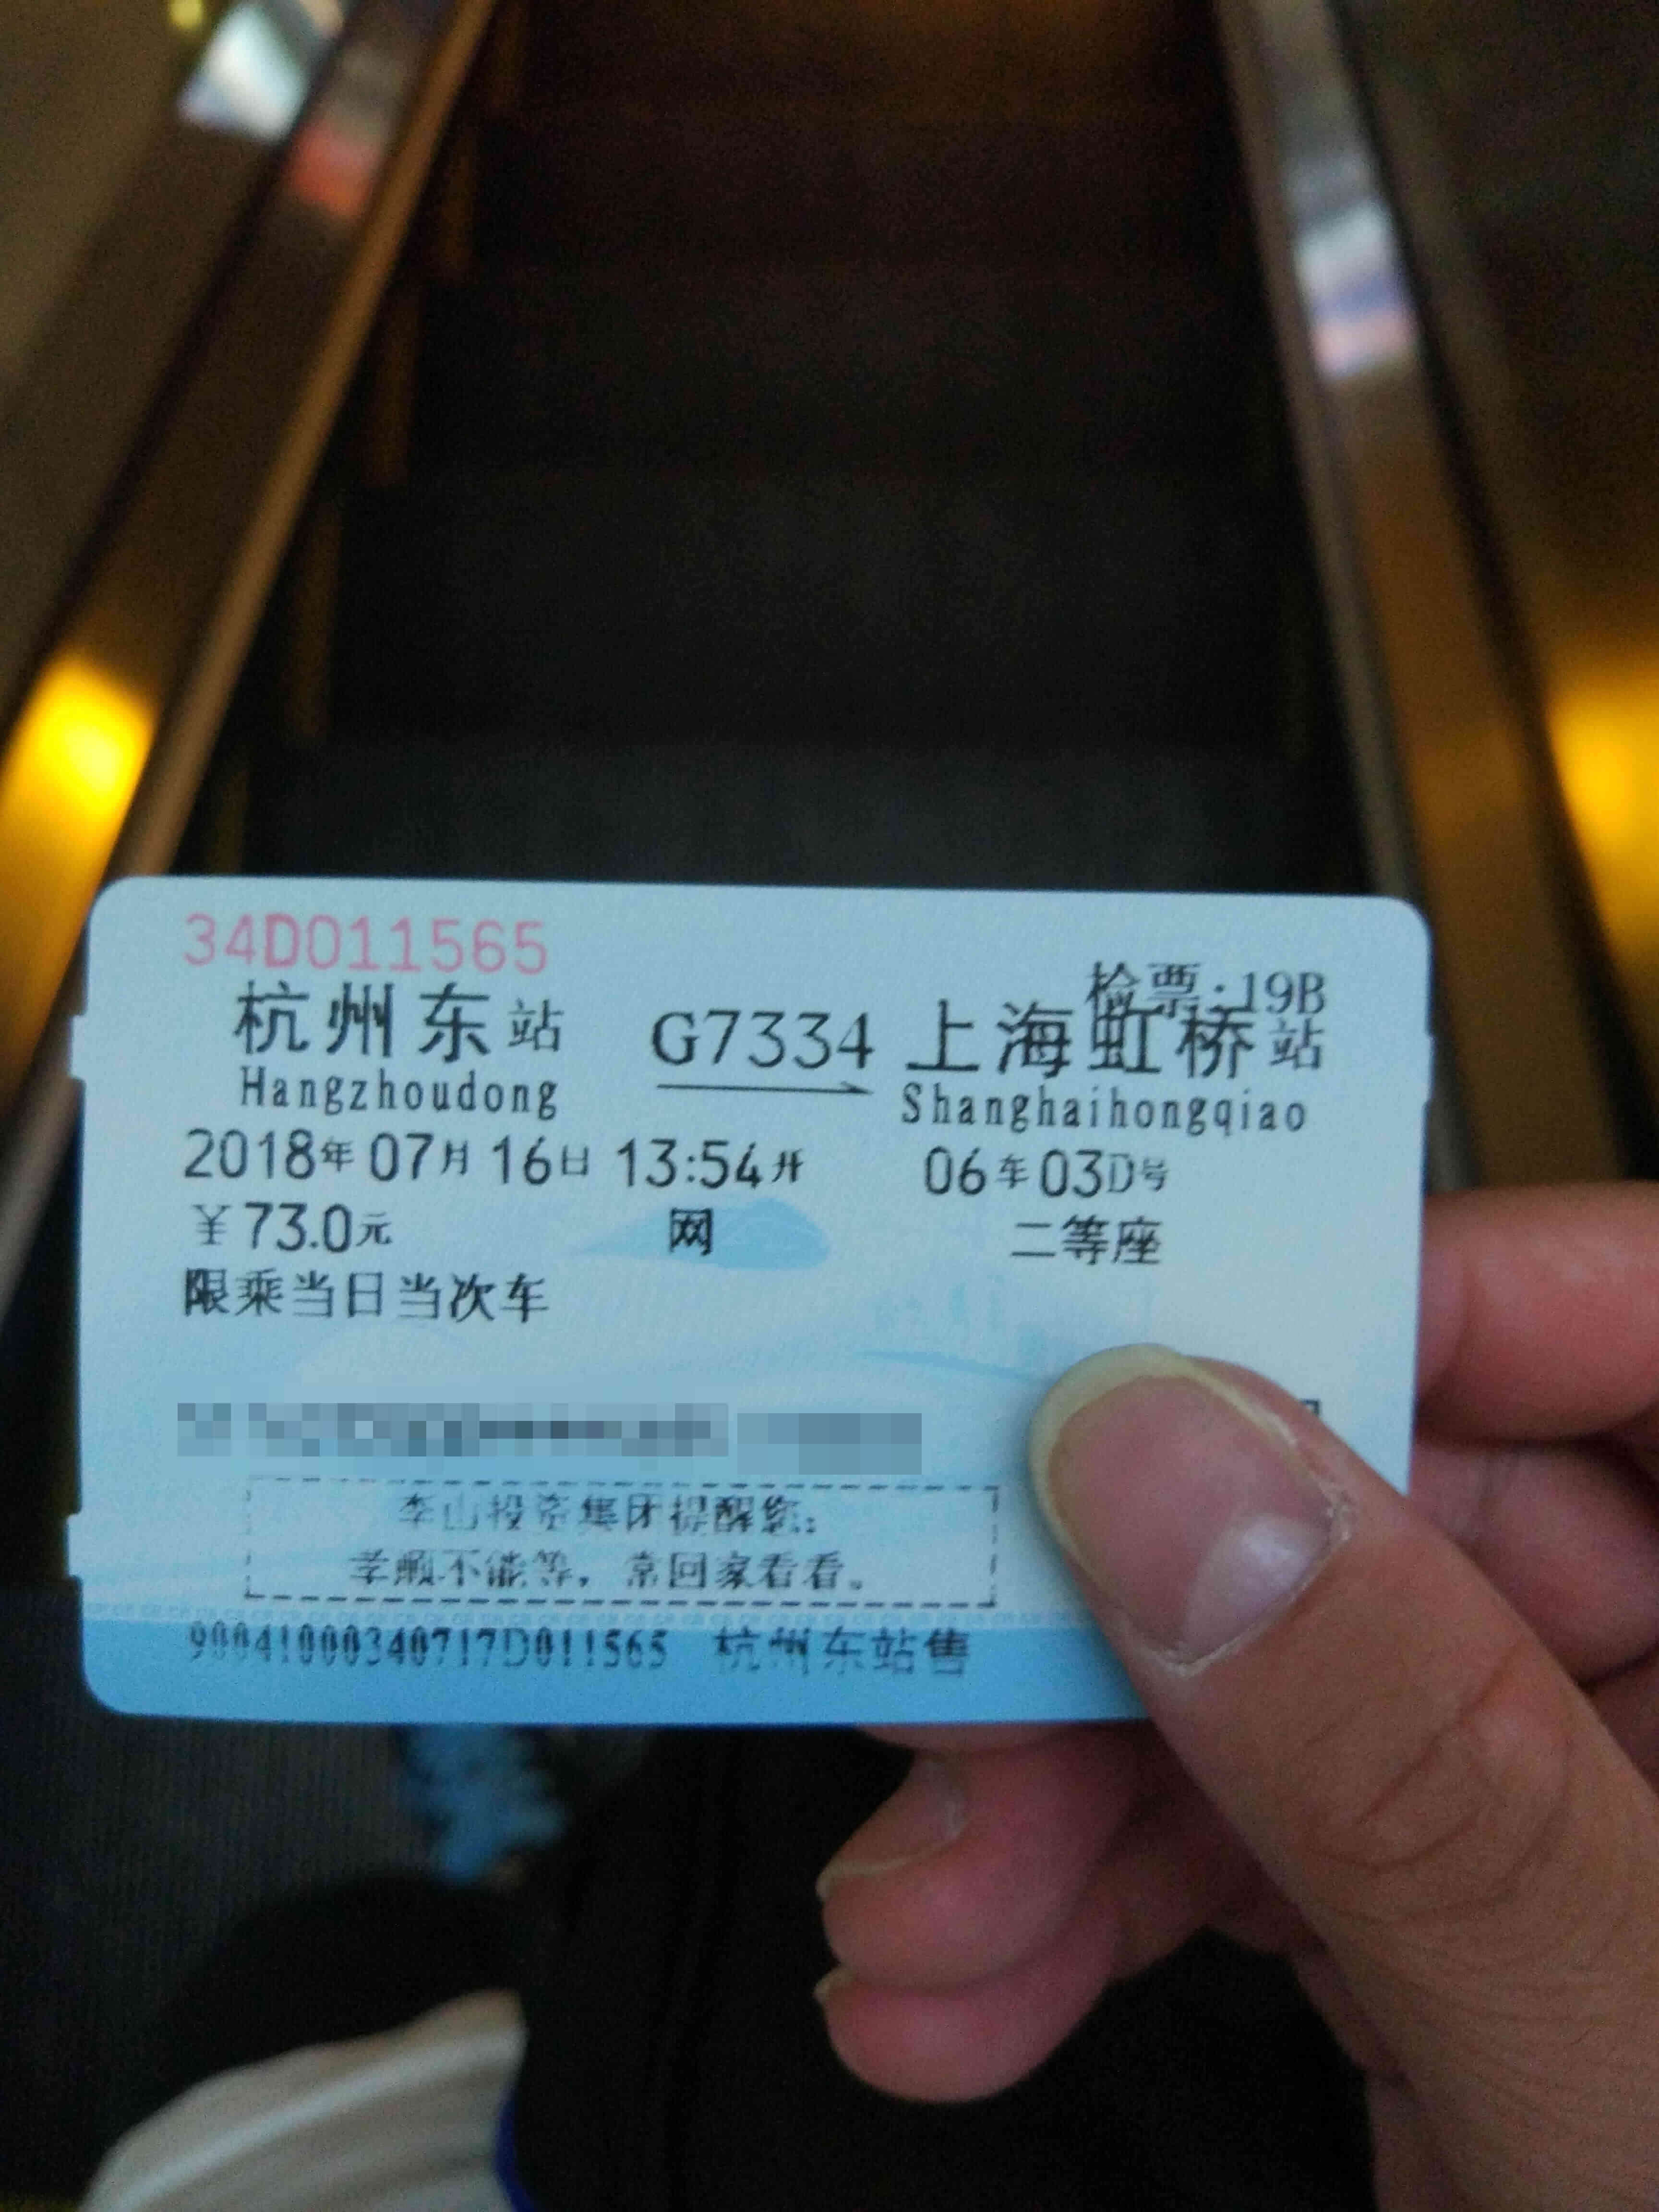 34D011565
检票:19B
杭州东站 G7334 上海虹桥站
Hangzhoudong Shanghaihongqiao
2018年07月16日 13:54开 06车03D号
￥73.0元 网 二等座
限乘当日当次车
李山投资集团提醒您:
孝顺不能等，常回家看看。
90041000340717D011565 杭州东站售